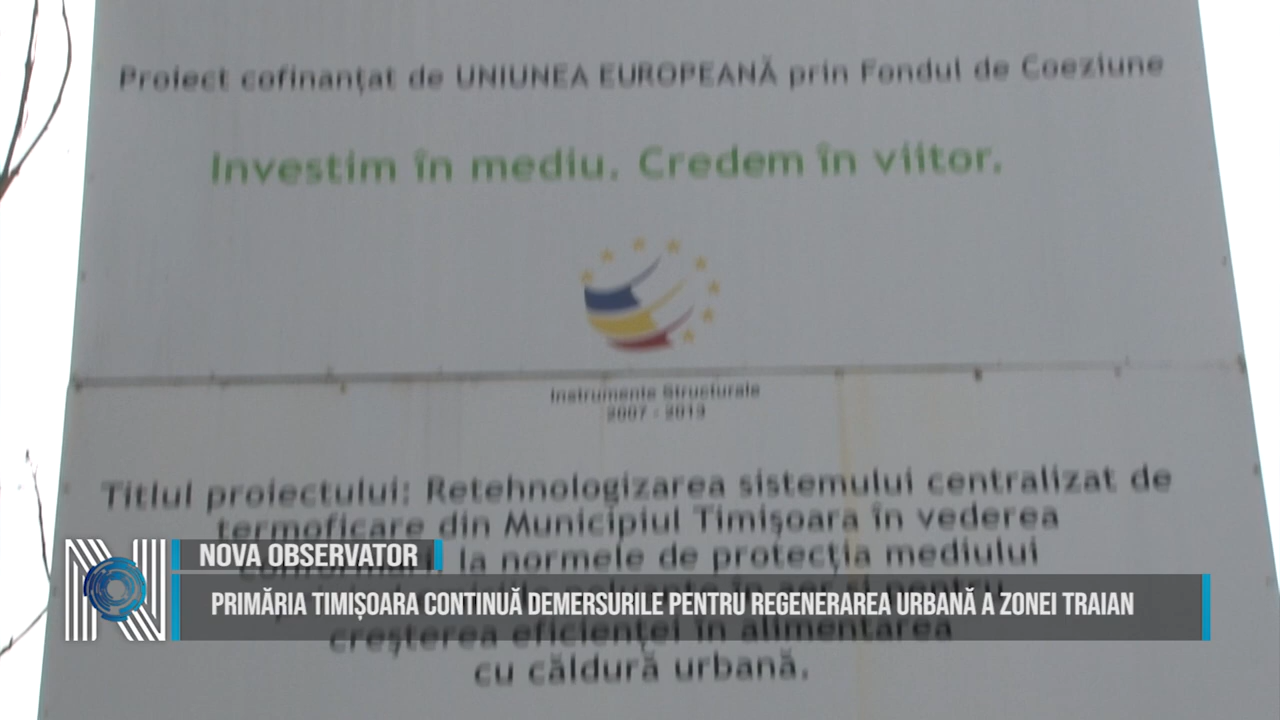 Proiect cofinanțat de UNIUNEA EUROPEANĂ prin Fondul de Coeziune
Investim în mediu. Credem în viitor.
Instrumente Structurale
2007 - 2013
Titlul proiectului: Retehnologizarea sistemului centralizat de
termoficare din Municipiul Timișoara în vederea
la normele de protecția mediului
NOVA OBSERVATOR
PRIMĂRIA TIMIȘOARA CONTINUĂ DEMERSURILE PENTRU REGENERAREA URBANĂ A ZONEI TRAIAN
creșterea eficienței în alimentarea
cu căldură urbană.